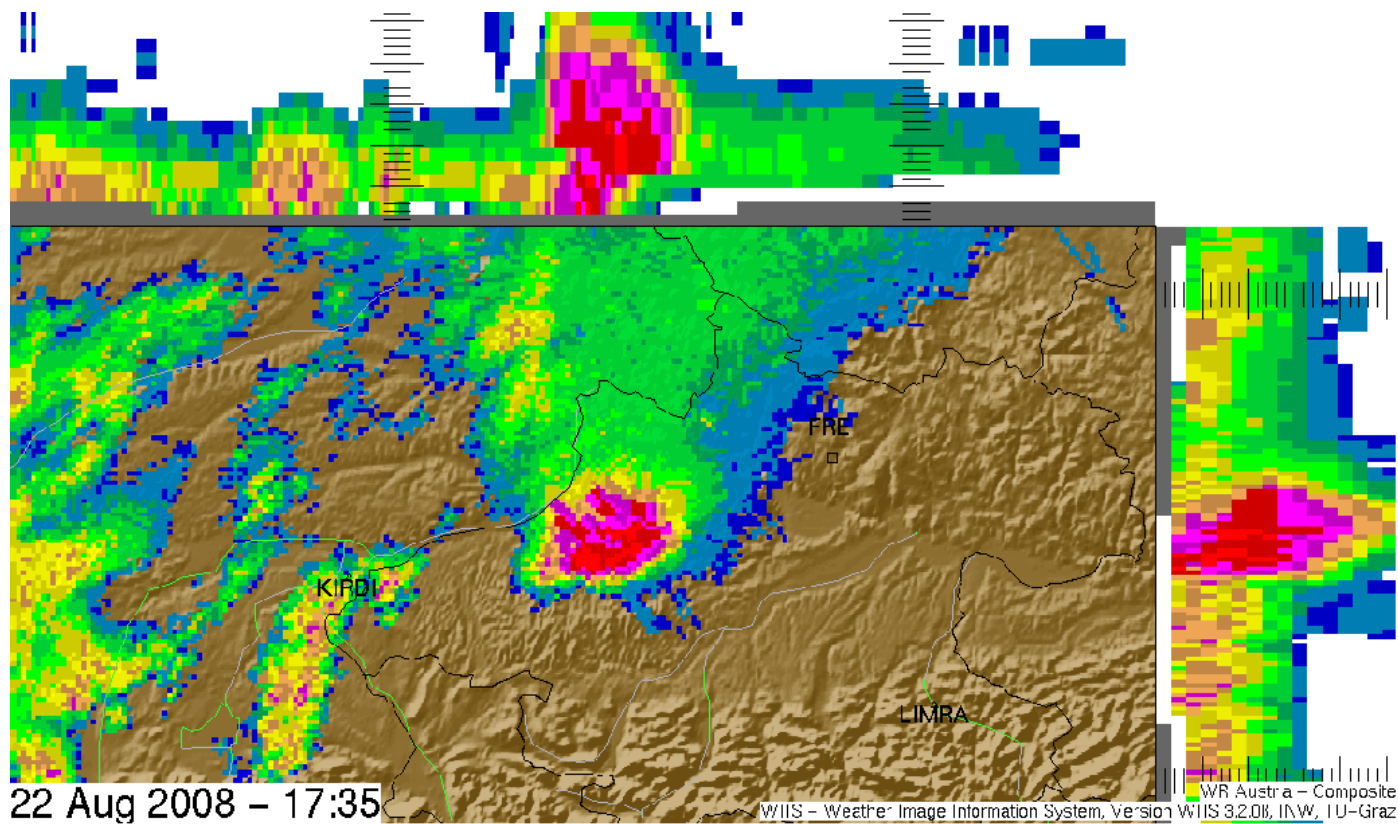 FRE
KIRDI
LIMRA
22 Aug 2008 – 17:35
WR Austria – Composite
WIIS – Weather Image Information System, Version WIIS 3.2.0ß, INW, TU–Graz